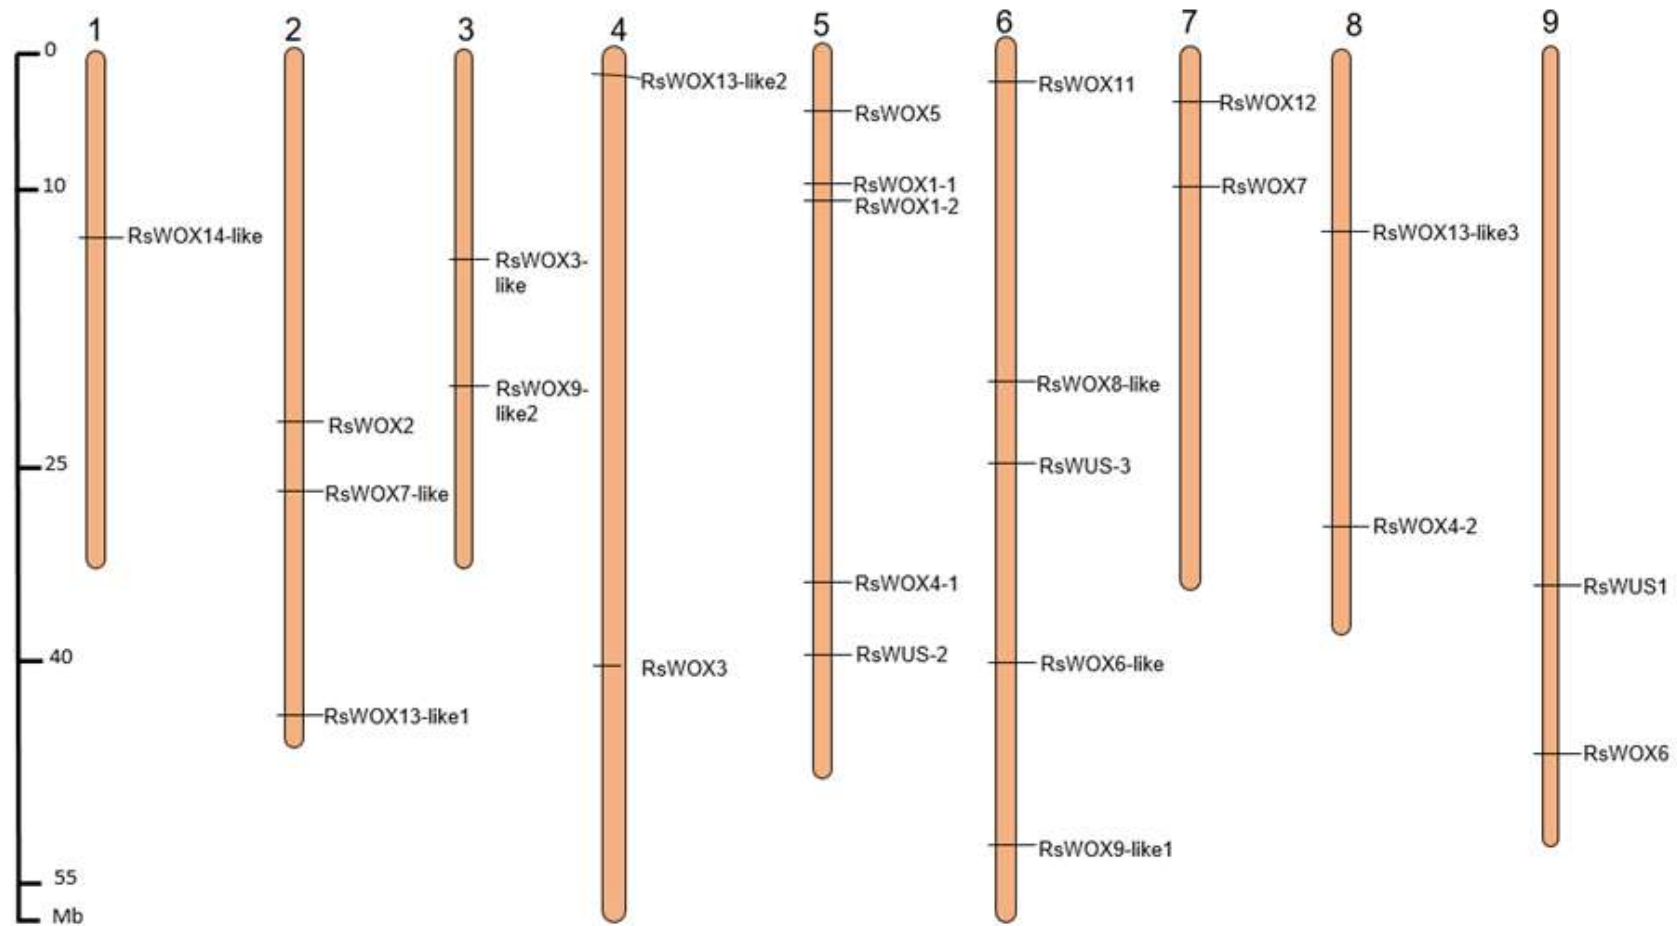 1
2
3
4
5
6
7
8
9
0
10
25
40
55
Mb
RsWOX14-like
RsWOX2
RsWOX7-like
RsWOX13-like1
RsWOX3-
like
RsWOX9-
like2
RsWOX13-like2
RsWOX3
RsWOX5
RsWOX1-1
RsWOX1-2
RsWOX4-1
RsWUS-2
RsWOX11
RsWOX8-like
RsWUS-3
RsWOX6-like
RsWOX9-like1
RsWOX12
RsWOX7
RsWOX13-like3
RsWOX4-2
RsWUS1
RsWOX6